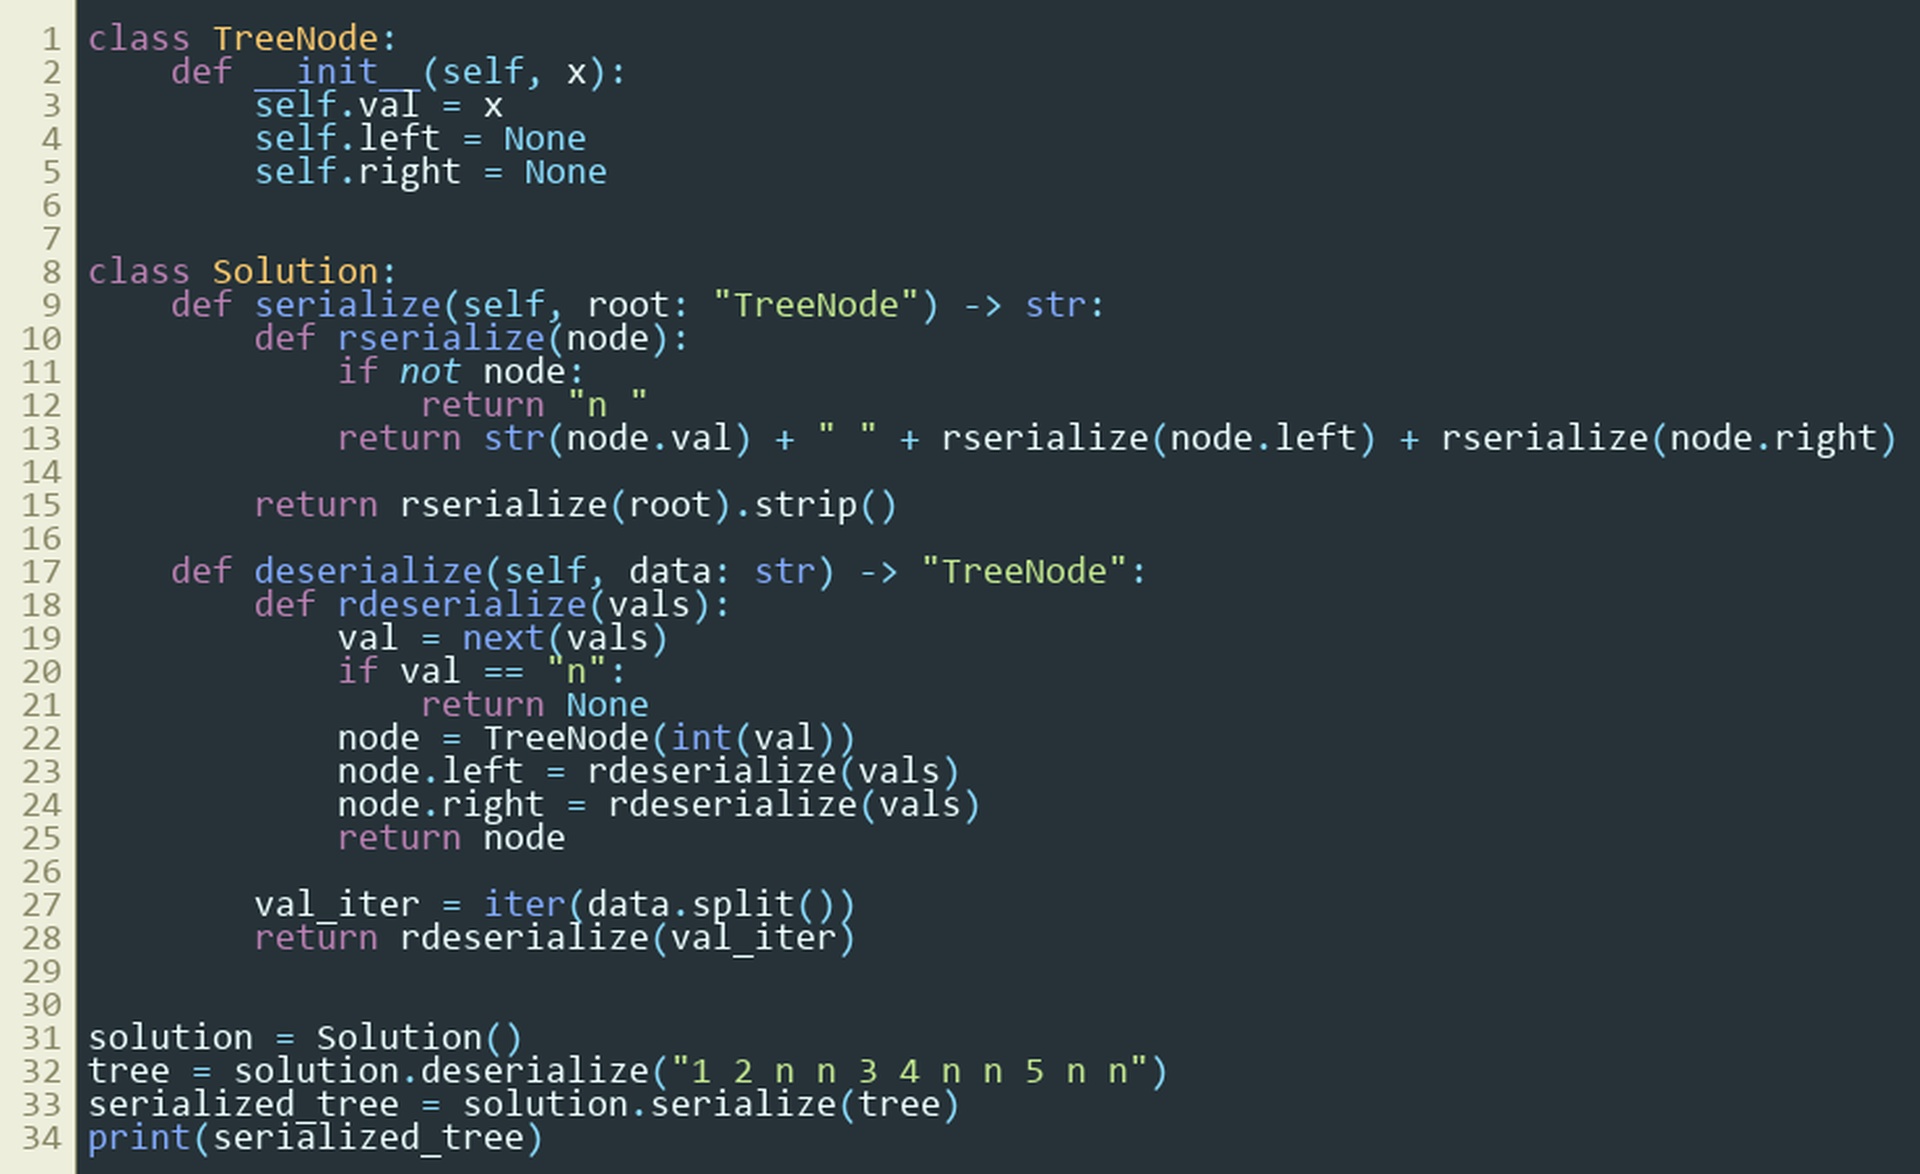 1 class TreeNode:
2     def __init__(self, x):
3         self.val = x
4         self.left = None
5         self.right = None
6
7
8 class Solution:
9     def serialize(self, root: "TreeNode") -> str:
10         def rserialize(node):
11             if not node:
12                 return "n "
13             return str(node.val) + " " + rserialize(node.left) + rserialize(node.right)
14
15         return rserialize(root).strip()
16
17     def deserialize(self, data: str) -> "TreeNode":
18         def rdeserialize(vals):
19             val = next(vals)
20             if val == "n":
21                 return None
22             node = TreeNode(int(val))
23             node.left = rdeserialize(vals)
24             node.right = rdeserialize(vals)
25             return node
26
27         val_iter = iter(data.split())
28         return rdeserialize(val_iter)
29
30
31 solution = Solution()
32 tree = solution.deserialize("1 2 n n 3 4 n n 5 n n")
33 serialized_tree = solution.serialize(tree)
34 print(serialized_tree)